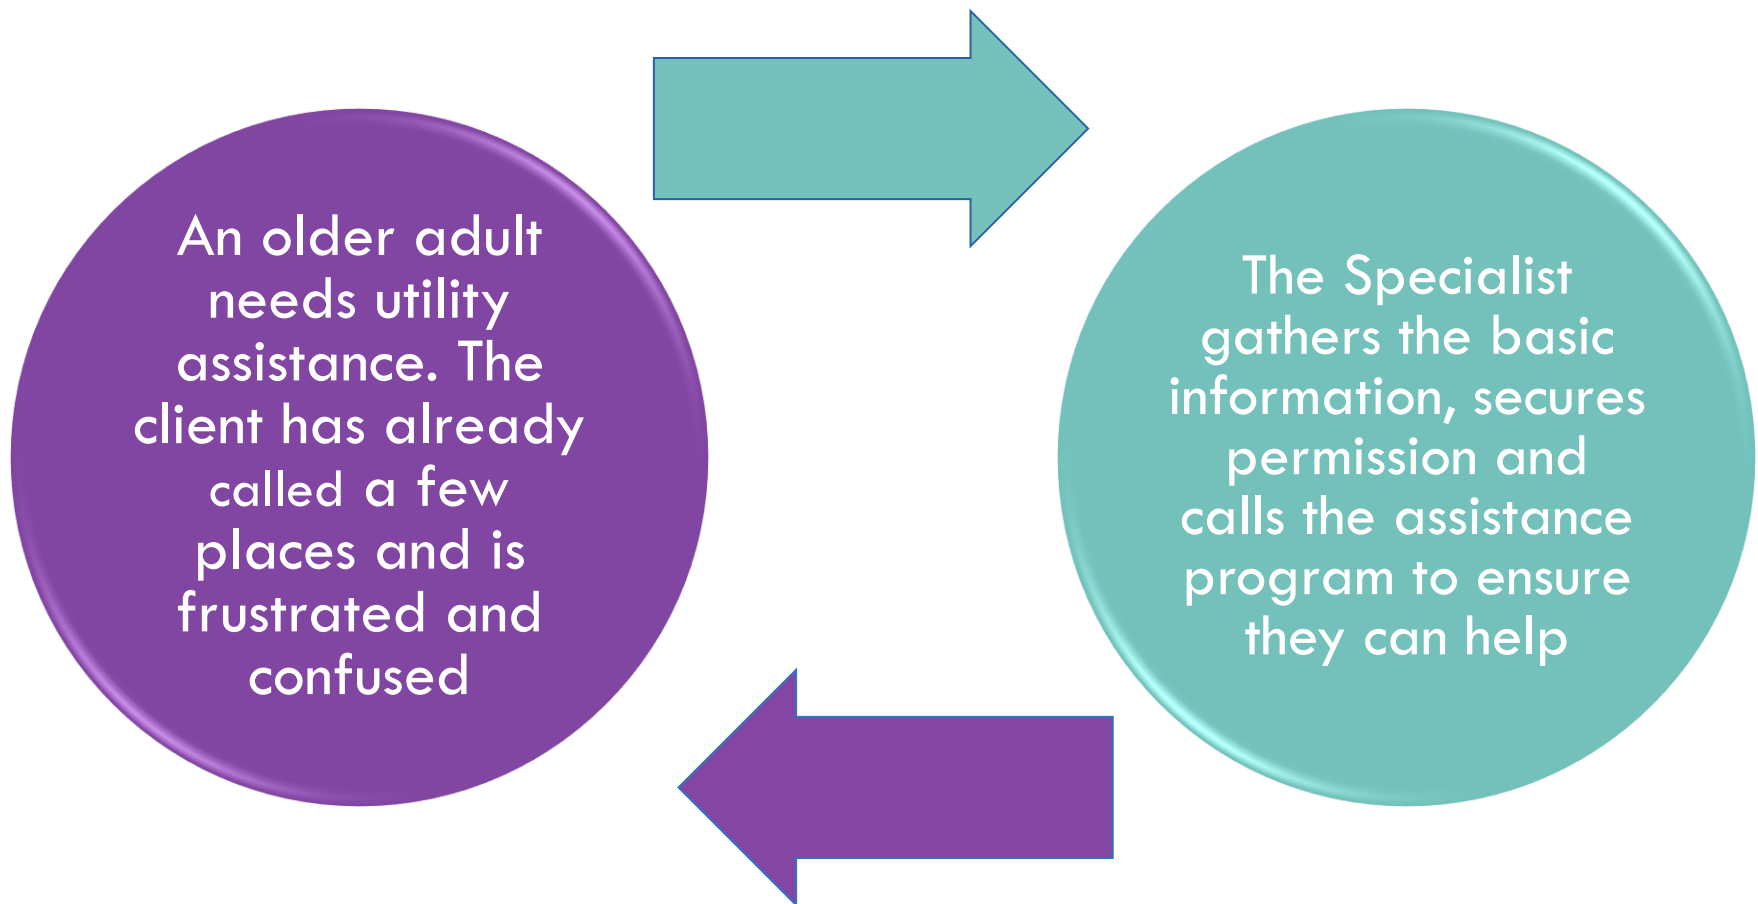 An older adult
needs utility
assistance. The
client has already
called a few
places and is
frustrated and
confused
The Specialist
gathers the basic
information, secures
permission and
calls the assistance
program to ensure
they can help